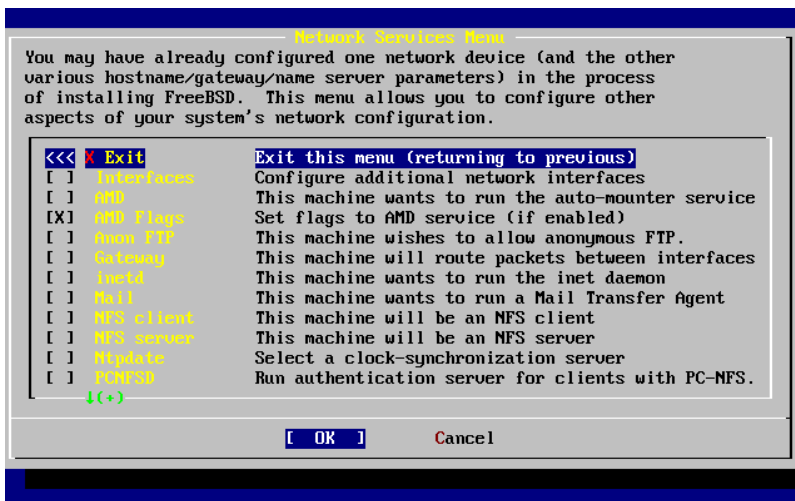 Network Services Menu
You may have already configured one network device (and the other
various hostname/gateway/name server parameters) in the process
of installing FreeBSD.  This menu allows you to configure other
aspects of your system's network configuration.
<<< X Exit Exit this menu (returning to previous)
[ ] Interfaces Configure additional network interfaces
[ ] AMD This machine wants to run the auto-mounter service
[X] AMD Flags Set flags to AMD service (if enabled)
[ ] Anon FTP This machine wishes to allow anonymous FTP.
[ ] Gateway This machine will route packets between interfaces
[ ] inetd This machine wants to run the inet daemon
[ ] Mail This machine wants to run a Mail Transfer Agent
[ ] NFS client This machine will be an NFS client
[ ] NFS server This machine will be an NFS server
[ ] Ntpdate Select a clock-synchronization server
[ ] PCNFSD Run authentication server for clients with PC-NFS.
↓(+)
[ OK ] Cancel